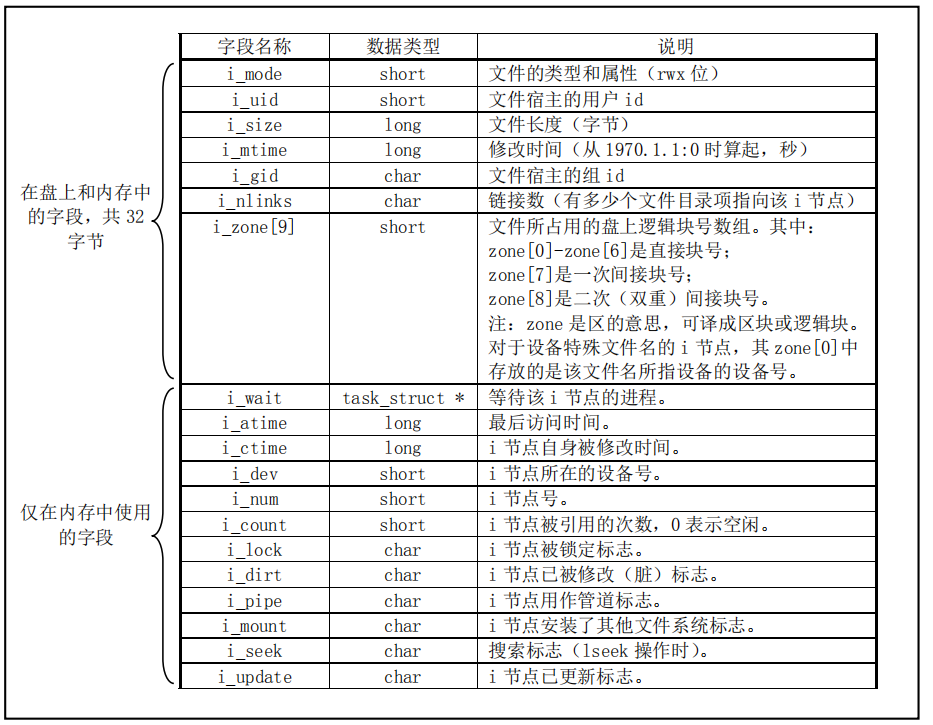 字段名称 数据类型 说明
i_mode short 文件的类型和属性（rwx 位）
i_uid short 文件宿主的用户 id
i_size long 文件长度（字节）
i_mtime long 修改时间（从 1970.1.1:0 时算起，秒）
i_gid char 文件宿主的组 id
i_nlinks char 链接数（有多少个文件目录项指向该 i 节点）
i_zone[9] short 文件所占用的盘上逻辑块号数组。其中：
zone[0]-zone[6]是直接块号；
zone[7]是一次间接块号；
zone[8]是二次（双重）间接块号。
注：zone 是区的意思，可译成区块或逻辑块。
对于设备特殊文件名的 i 节点，其 zone[0]中
存放的是该文件名所指设备的设备号。
在盘上和内存中
的字段，共 32
字节
i_wait task_struct * 等待该 i 节点的进程。
i_atime long 最后访问时间。
i_ctime long i 节点自身被修改时间。
i_dev short i 节点所在的设备号。
i_num short i 节点号。
i_count short i 节点被引用的次数，0 表示空闲。
i_lock char i 节点被锁定标志。
i_dirt char i 节点已被修改（脏）标志。
i_pipe char i 节点用作管道标志。
i_mount char i 节点安装了其他文件系统标志。
i_seek char 搜索标志（lseek 操作时）。
i_update char i 节点已更新标志。
仅在内存中使用
的字段